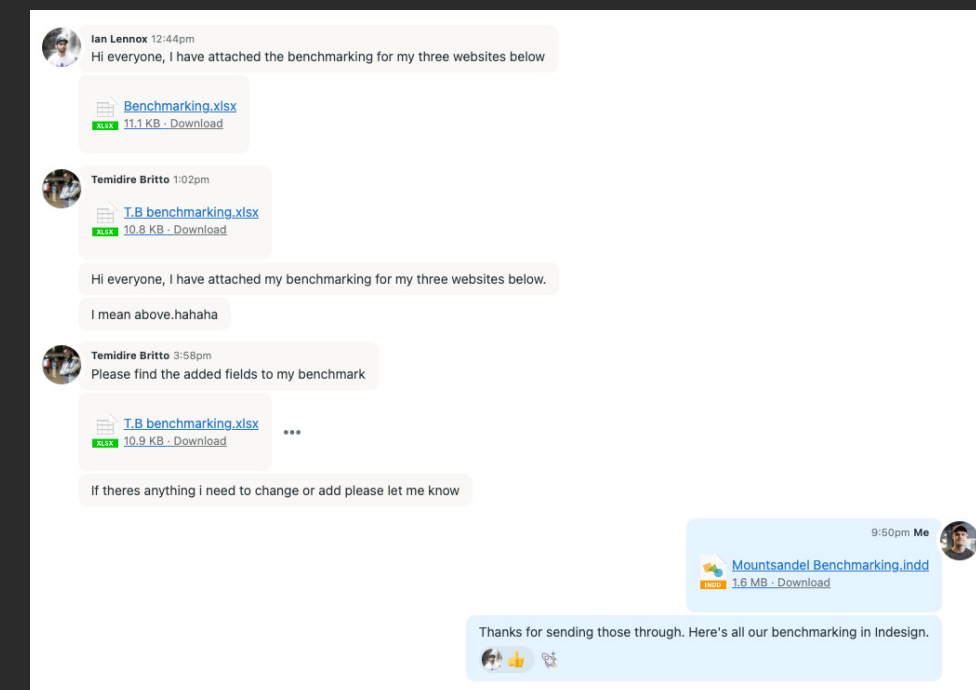 Ian Lennox 12:44pm
Hi everyone, I have attached the benchmarking for my three websites below
Benchmarking.xlsx
XLSX 11.1 KB · Download
Temidire Britto 1:02pm
T.B benchmarking.xlsx
XLSX 10.8 KB · Download
Hi everyone, I have attached my benchmarking for my three websites below.
I mean above.hahaha
Temidire Britto 3:58pm
Please find the added fields to my benchmark
T.B benchmarking.xlsx
XLSX 10.9 KB · Download
If theres anything i need to change or add please let me know
9:50pm Me
Mountsandel Benchmarking.indd
INDD 1.6 MB · Download
Thanks for sending those through. Here's all our benchmarking in Indesign.